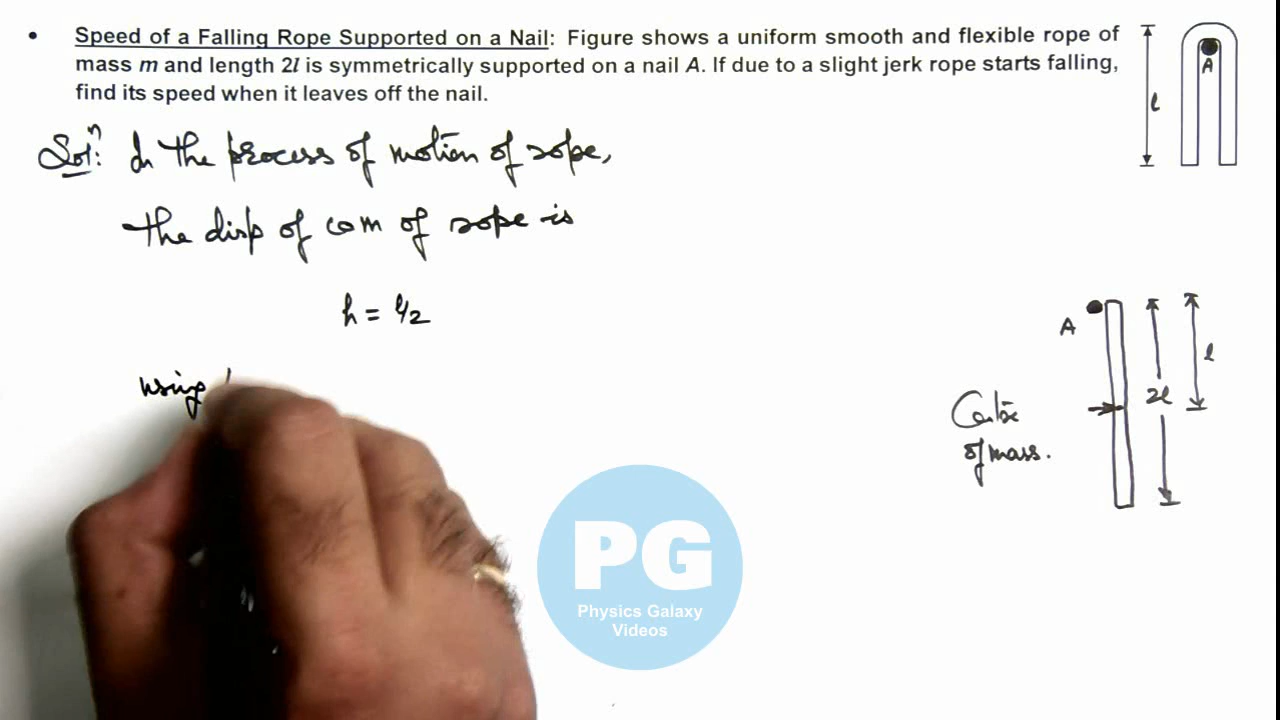 • Speed of a Falling Rope Supported on a Nail: Figure shows a uniform smooth and flexible rope of
mass m and length 2l is symmetrically supported on a nail A. If due to a slight jerk rope starts falling,
find its speed when it leaves off the nail.
A
l
Solⁿ: In the process of motion of rope,
the disp of com of rope is
h = l/2
using
A
2l
l
Centre
of mass.
PG
Physics Galaxy
Videos